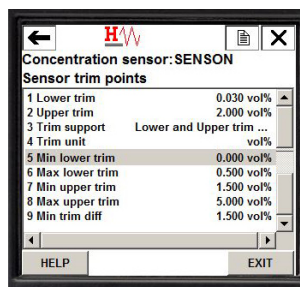 H
Concentration sensor:SENSON
Sensor trim points
1 Lower trim 0.030 vol%
2 Upper trim 2.000 vol%
3 Trim support Lower and Upper trim ...
4 Trim unit vol%
5 Min lower trim 0.000 vol%
6 Max lower trim 0.500 vol%
7 Min upper trim 1.500 vol%
8 Max upper trim 5.000 vol%
9 Min trim diff 1.500 vol%
HELP EXIT